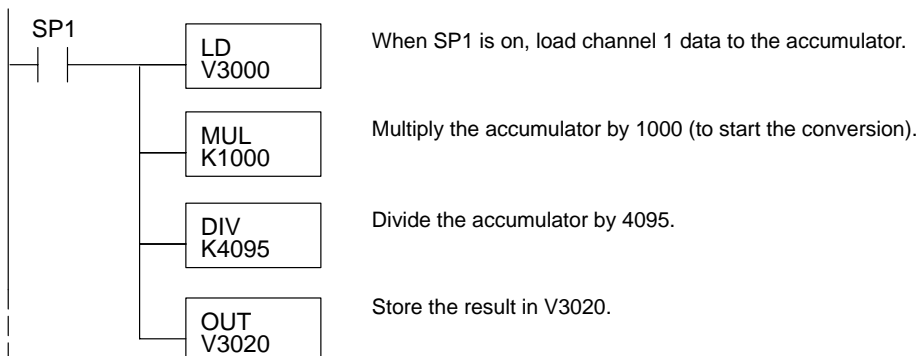 SP1
LD
V3000
When SP1 is on, load channel 1 data to the accumulator.
MUL
K1000
Multiply the accumulator by 1000 (to start the conversion).
DIV
K4095
Divide the accumulator by 4095.
OUT
V3020
Store the result in V3020.